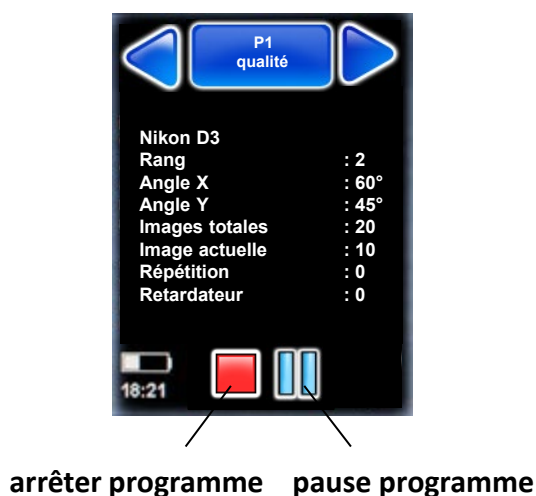 P1
qualité
Nikon D3
Rang : 2
Angle X : 60°
Angle Y : 45°
Images totales : 20
Image actuelle : 10
Répétition : 0
Retardateur : 0
18:21
arrêter programme pause programme